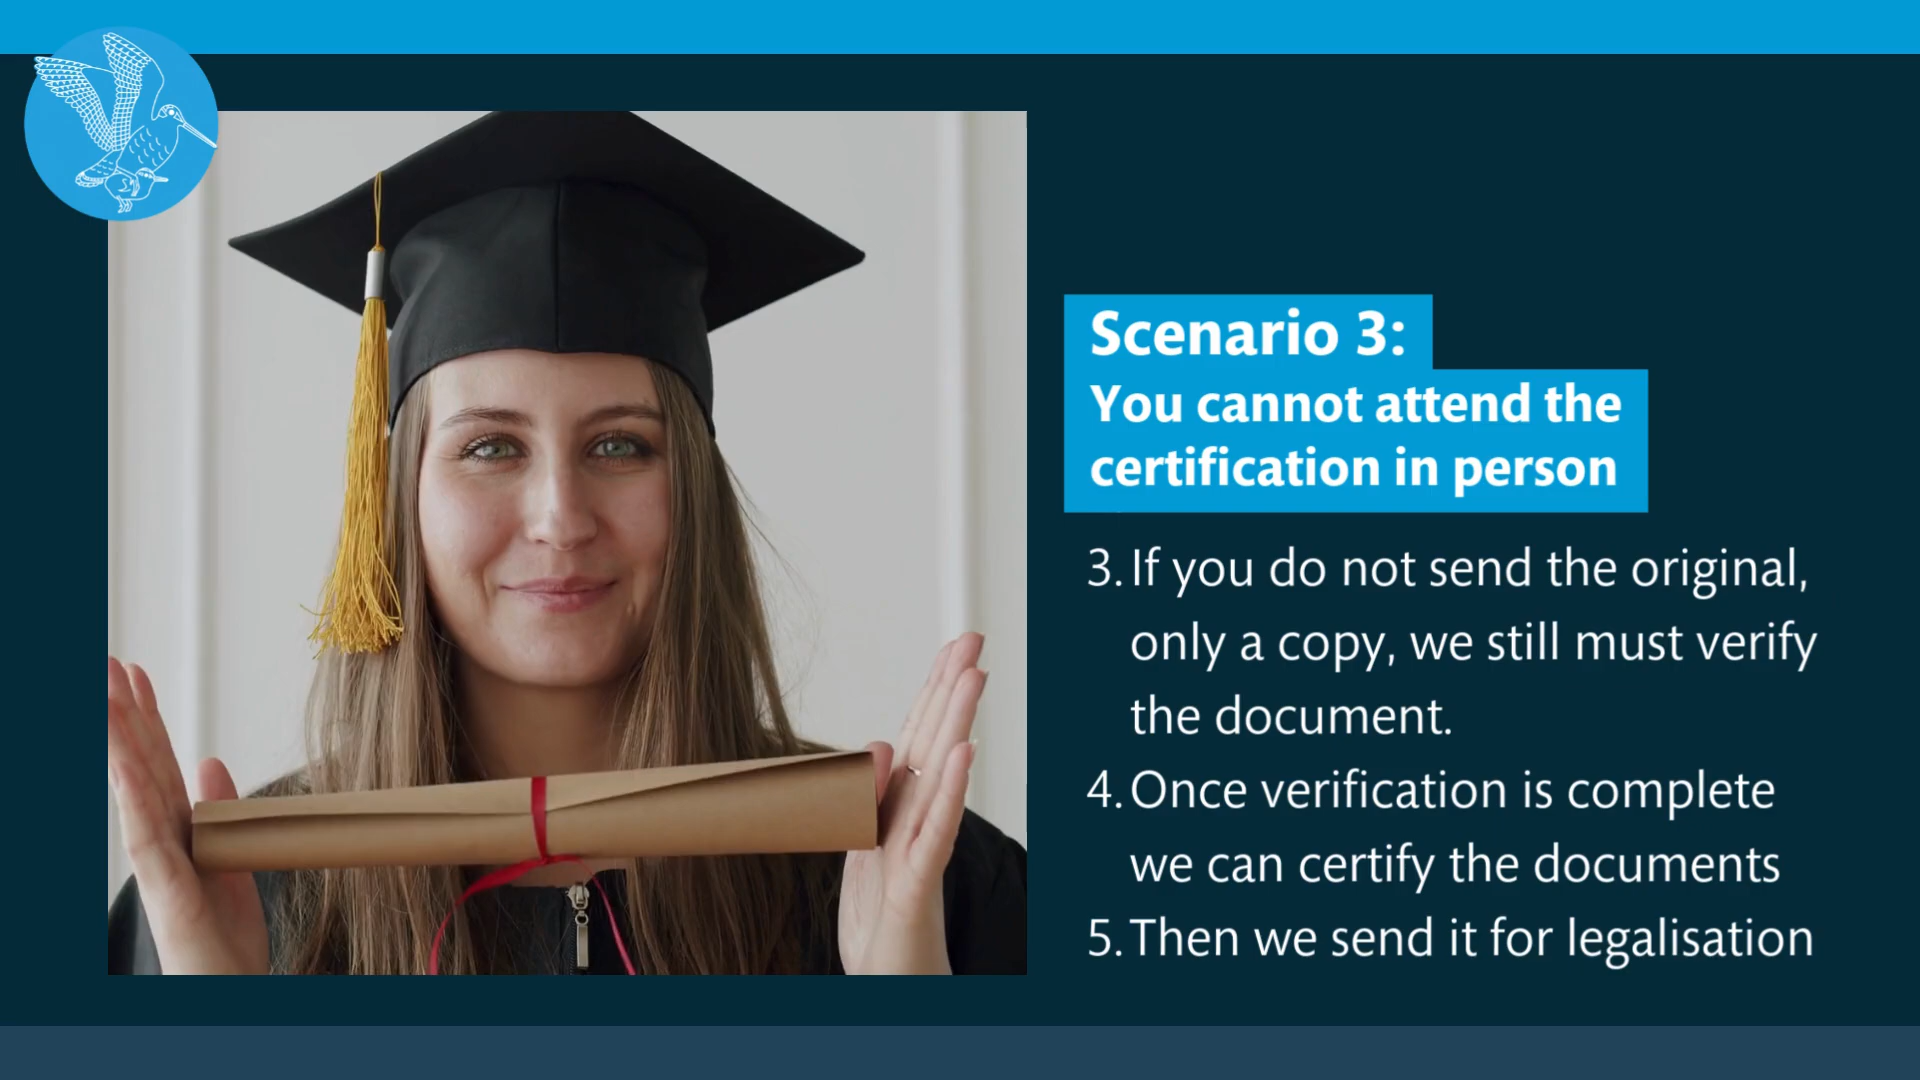 Scenario 3:
You cannot attend the
certification in person
3. If you do not send the original,
only a copy, we still must verify
the document.
4. Once verification is complete
we can certify the documents
5. Then we send it for legalisation